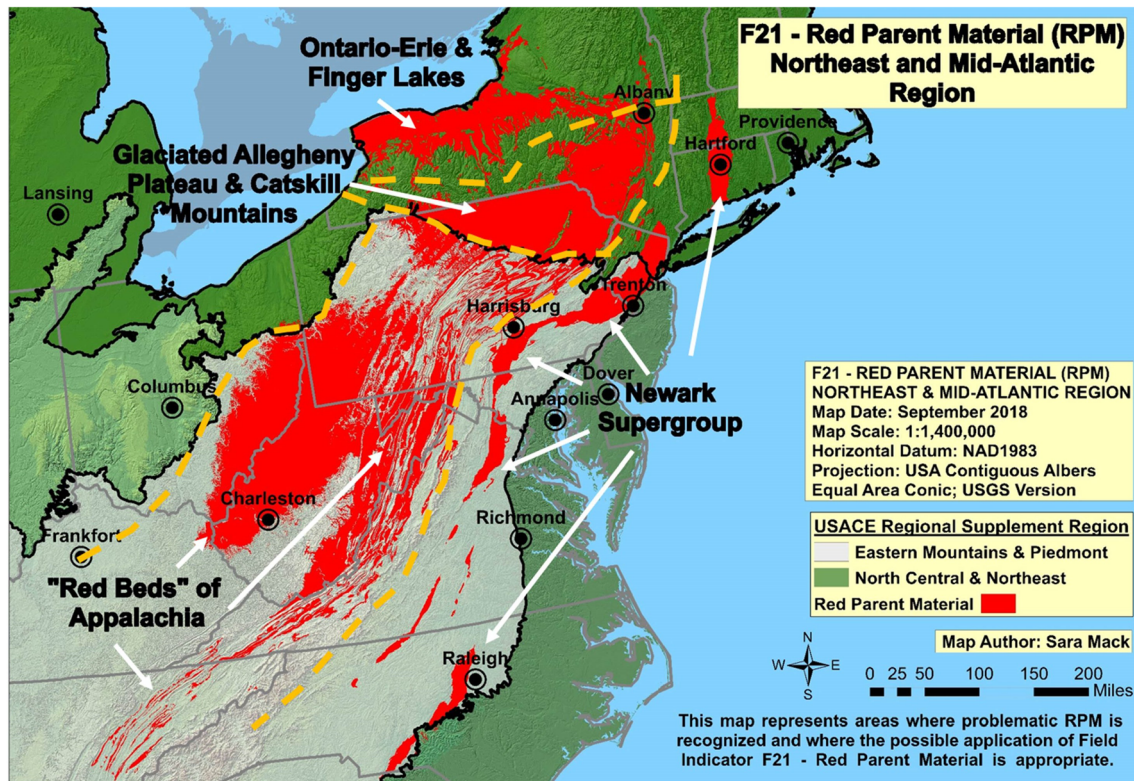 F21 - Red Parent Material (RPM)
Northeast and Mid-Atlantic
Region
Ontario-Erie &
Finger Lakes
Glaciated Allegheny
Plateau & Catskill
Mountains
Albany
Providence
Hartford
Lansing
Trenton
Harrisburg
Columbus
Dover
Annapolis
Newark
Supergroup
Charleston
Richmond
Frankfort
"Red Beds" of
Appalachia
Raleigh
F21 - RED PARENT MATERIAL (RPM)
NORTHEAST & MID-ATLANTIC REGION
Map Date: September 2018
Map Scale: 1:1,400,000
Horizontal Datum: NAD1983
Projection: USA Contiguous Albers
Equal Area Conic; USGS Version
USACE Regional Supplement Region
Eastern Mountains & Piedmont
North Central & Northeast
Red Parent Material
Map Author: Sara Mack
N
W E
S
0 25 50 100 150 200
Miles
This map represents areas where problematic RPM is
recognized and where the possible application of Field
Indicator F21 - Red Parent Material is appropriate.